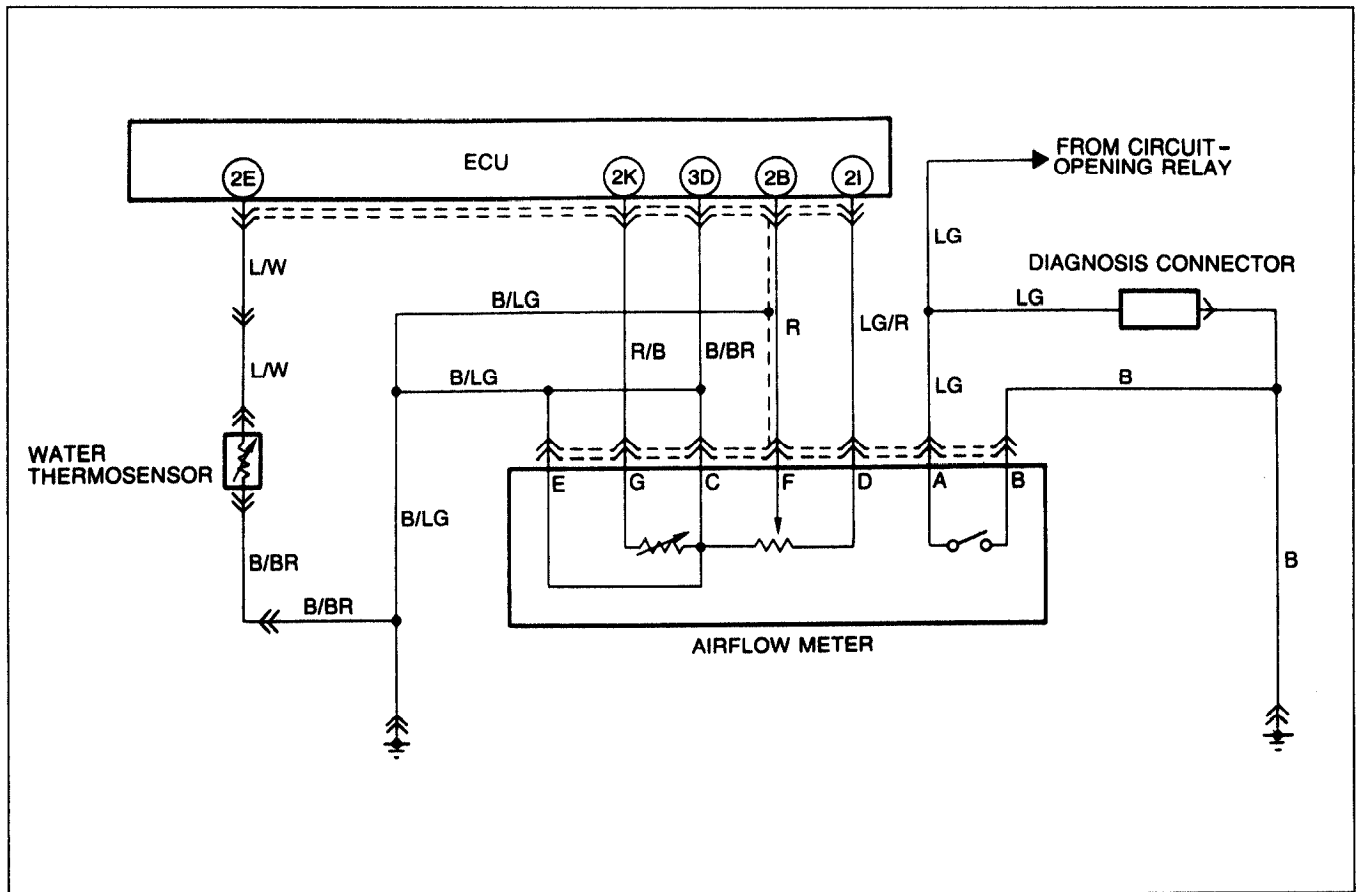 ECU
2E
2K
3D
2B
2I
FROM CIRCUIT-
OPENING RELAY
L/W
LG
DIAGNOSIS CONNECTOR
B/LG
LG
R
LG/R
R/B
B/BR
L/W
B/LG
LG
B
WATER
THERMOSENSOR
E
G
C
F
D
A
B
B/LG
B/BR
B
B/BR
AIRFLOW METER